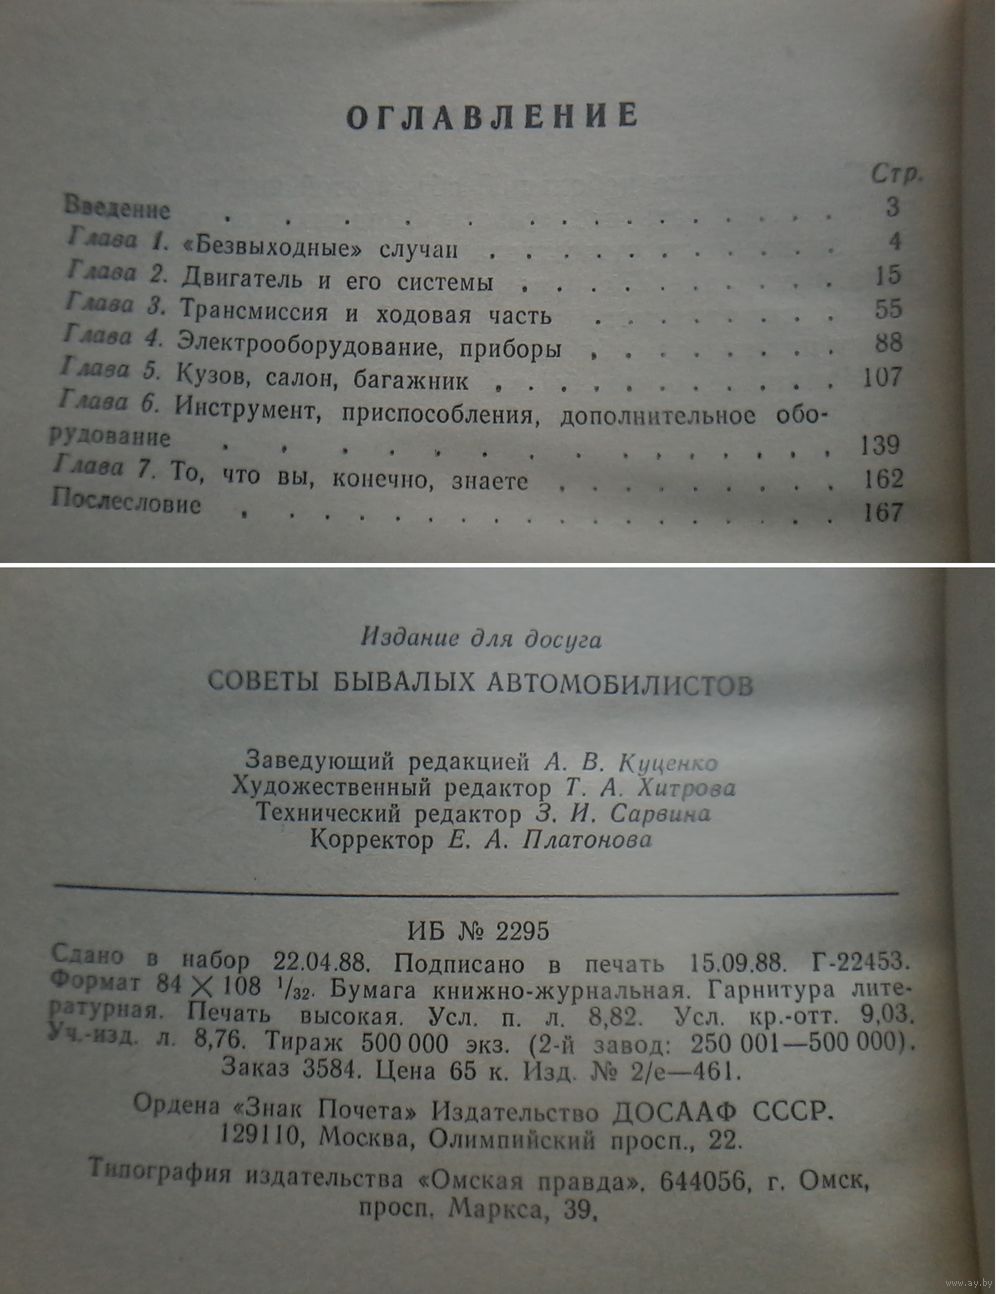 ОГЛАВЛЕНИЕ
Стр.
Введение . . . . . . . . . . . . . . 3
Глава 1. «Безвыходные» случаи . . . . . . . . . . 4
Глава 2. Двигатель и его системы . . . . . . . . . 15
Глава 3. Трансмиссия и ходовая часть . . . . . . . . 55
Глава 4. Электрооборудование, приборы . . . . . . . . 88
Глава 5. Кузов, салон, багажник . . . . . . . . . . 107
Глава 6. Инструмент, приспособления, дополнительное обо-
рудование . . . . . . . . . . . . . . 139
Глава 7. То, что вы, конечно, знаете . . . . . . . . . 162
Послесловие . . . . . . . . . . . . . . 167
Издание для досуга
СОВЕТЫ БЫВАЛЫХ АВТОМОБИЛИСТОВ
Заведующий редакцией А. В. Куценко
Художественный редактор Т. А. Хитрова
Технический редактор З. И. Сарвина
Корректор Е. А. Платонова
ИБ № 2295
Сдано в набор 22.04.88. Подписано в печать 15.09.88. Г-22453.
Формат 84 × 108 1/32. Бумага книжно-журнальная. Гарнитура лите-
ратурная. Печать высокая. Усл. п. л. 8,82. Усл. кр.-отт. 9,03.
Уч.-изд. л. 8,76. Тираж 500 000 экз. (2-й завод: 250 001—500 000).
Заказ 3584. Цена 65 к. Изд. № 2/е—461.
Ордена «Знак Почета» Издательство ДОСААФ СССР.
129110, Москва, Олимпийский просп., 22.
Типография издательства «Омская правда». 644056, г. Омск,
просп. Маркса, 39,
www.ay.by